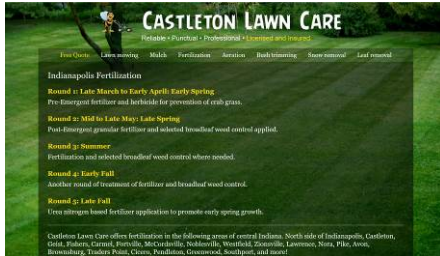 Castleton Lawn Care
Reliable • Punctual • Professional • Licensed and Insured
Free Quote Lawn mowing Mulch Fertilization Aeration Bush trimming Snow removal Leaf removal
Indianapolis Fertilization
Round 1: Late March to Early April: Early Spring
Pre-Emergent fertilizer and herbicide for prevention of crab grass.
Round 2: Mid to Late May: Late Spring
Post-Emergent granular fertilizer and selected broadleaf weed control applied.
Round 3: Summer
Fertilization and selected broadleaf weed control where needed.
Round 4: Early Fall
Another round of treatment of fertilizer and broadleaf weed control.
Round 5: Late Fall
Urea nitrogen based fertilizer application to promote early spring growth.
Castleton Lawn Care offers fertilization in the following areas of central Indiana. North side of Indianapolis, Castleton,
Geist, Fishers, Carmel, Fortville, McCordsville, Noblesville, Westfield, Zionsville, Lawrence, Nora, Pike, Avon,
Brownsburg, Traders Point, Cicero, Pendleton, Greenwood, Southport, and more!